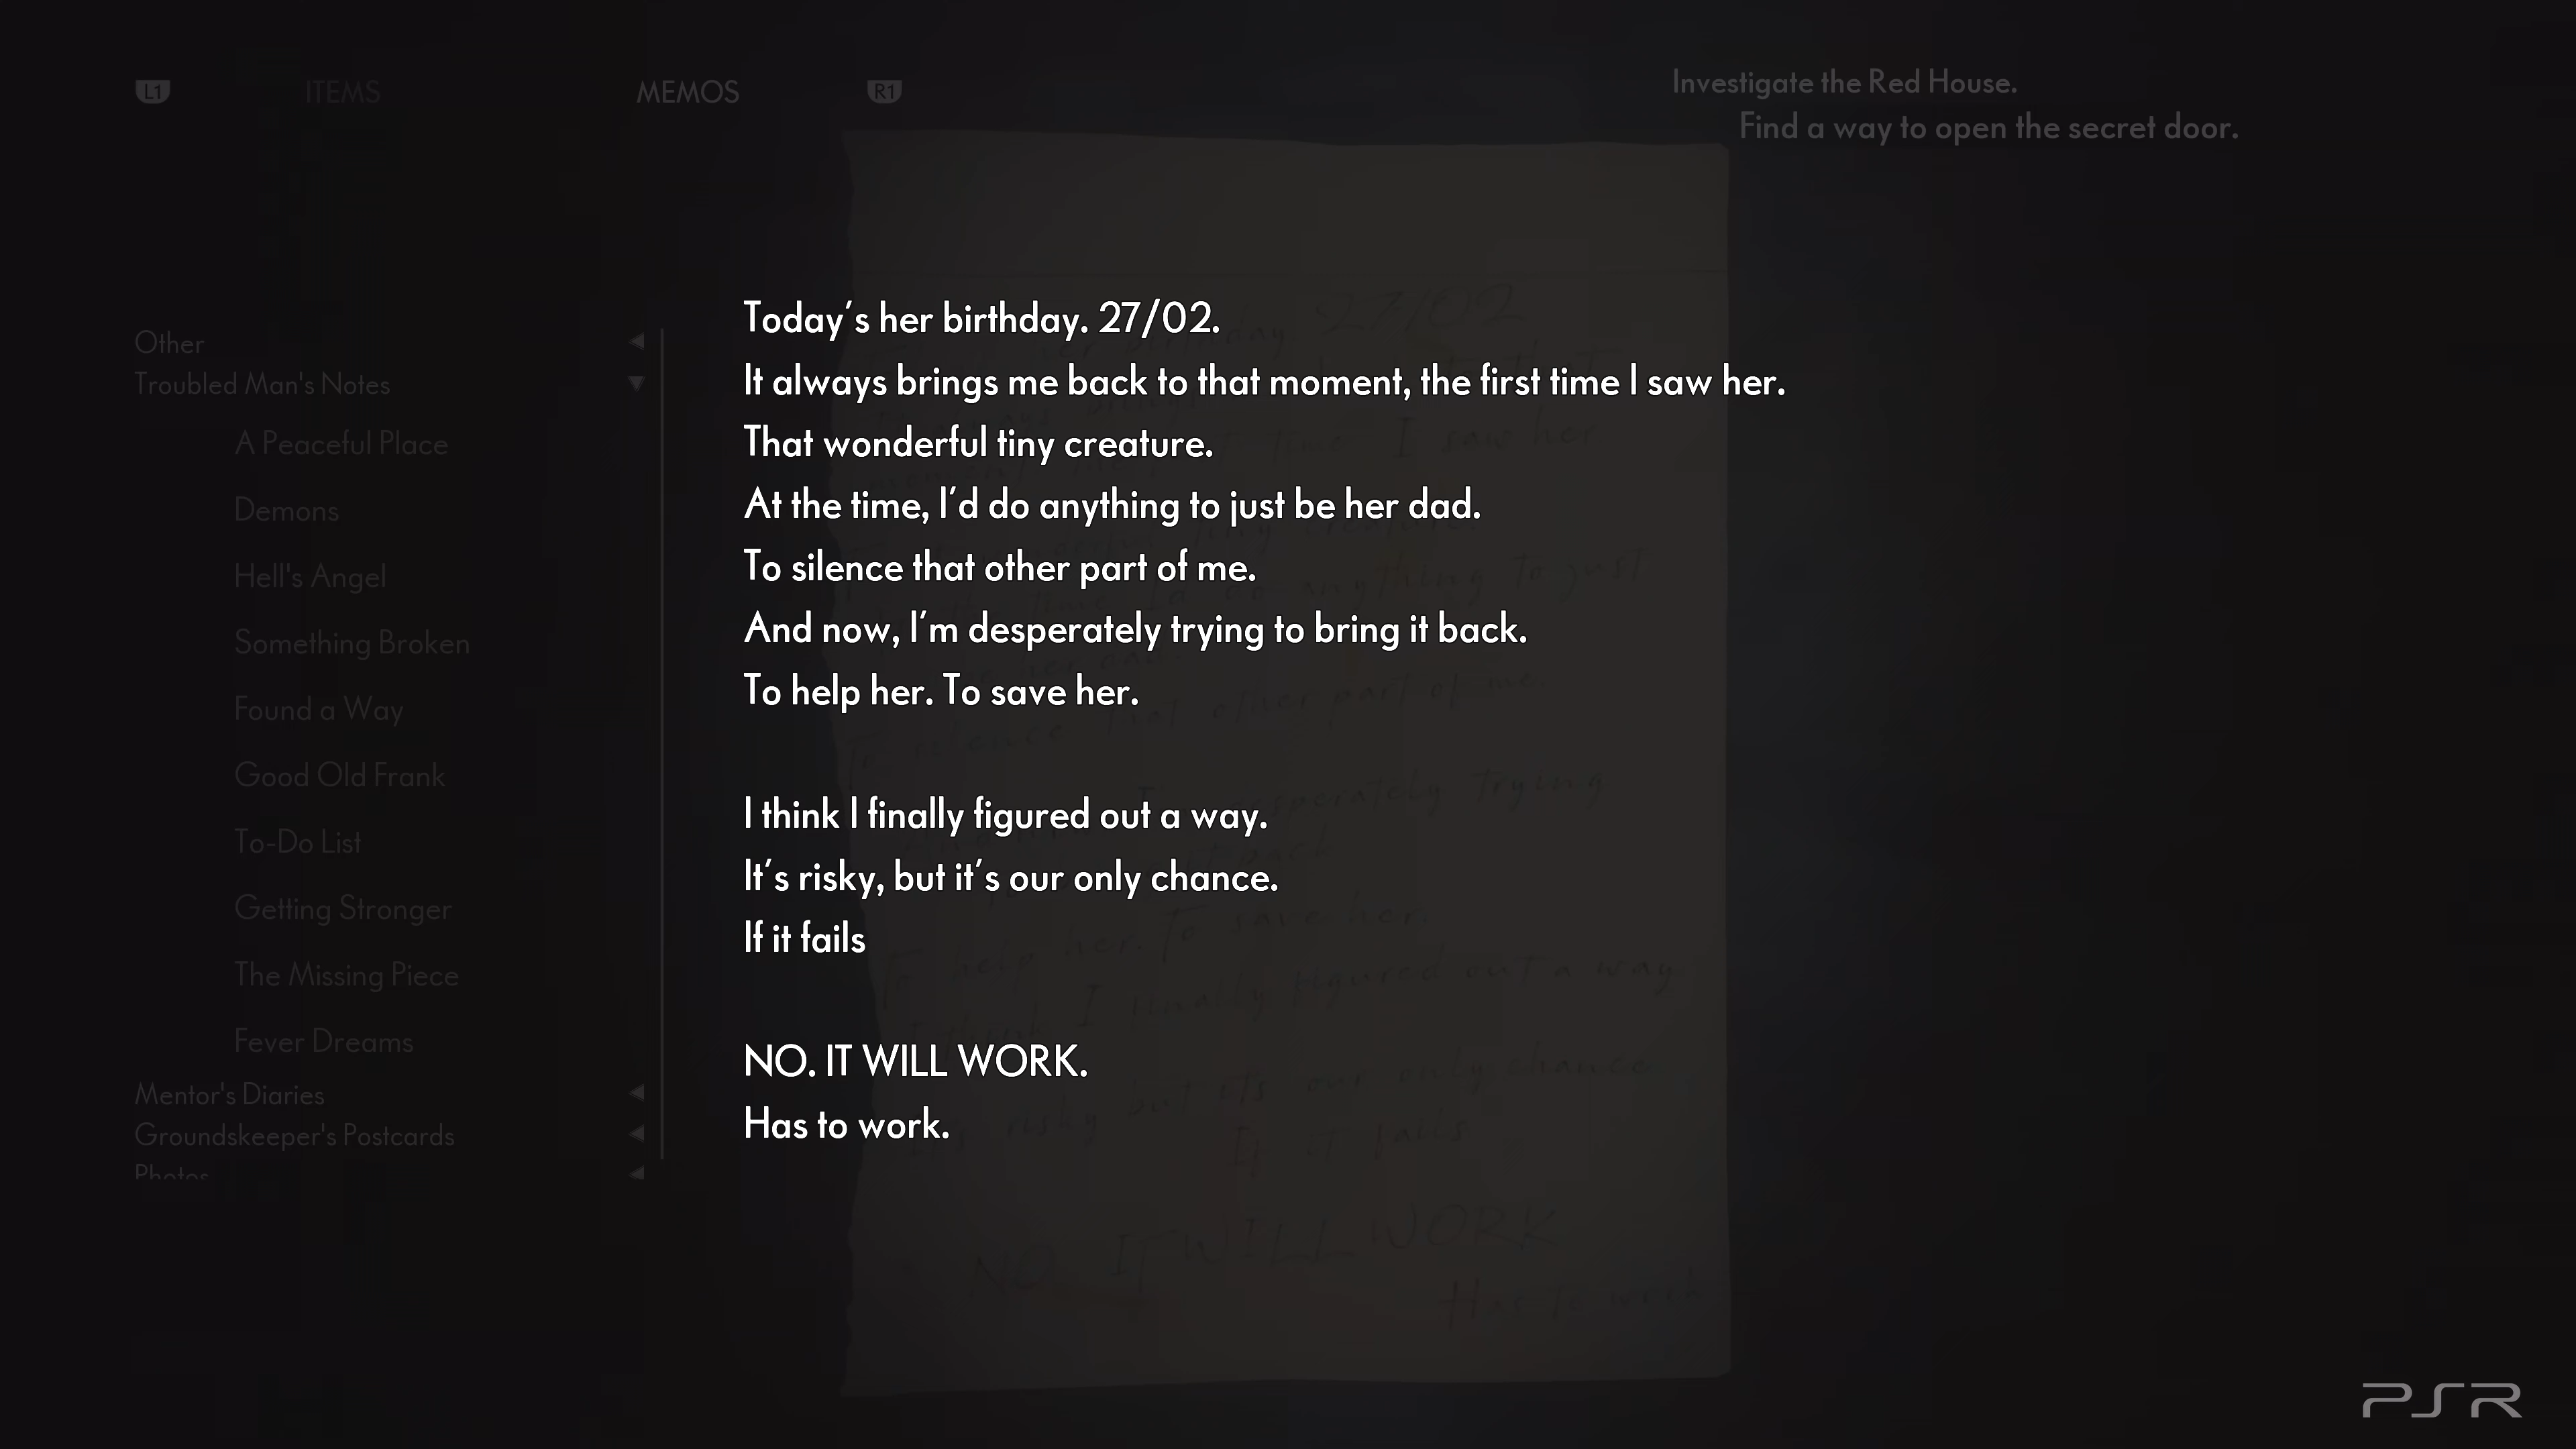 L1 ITEMS MEMOS R1
Investigate the Red House.
Find a way to open the secret door.
Other
Troubled Man's Notes
A Peaceful Place
Demons
Hell's Angel
Something Broken
Found a Way
Good Old Frank
To-Do List
Getting Stronger
The Missing Piece
Fever Dreams
Mentor's Diaries
Groundskeeper's Postcards
Photos
Today's her birthday. 27/02.
It always brings me back to that moment, the first time I saw her.
That wonderful tiny creature.
At the time, I'd do anything to just be her dad.
To silence that other part of me.
And now, I'm desperately trying to bring it back.
To help her. To save her.
I think I finally figured out a way.
It's risky, but it's our only chance.
If it fails
NO. IT WILL WORK.
Has to work.
PSR